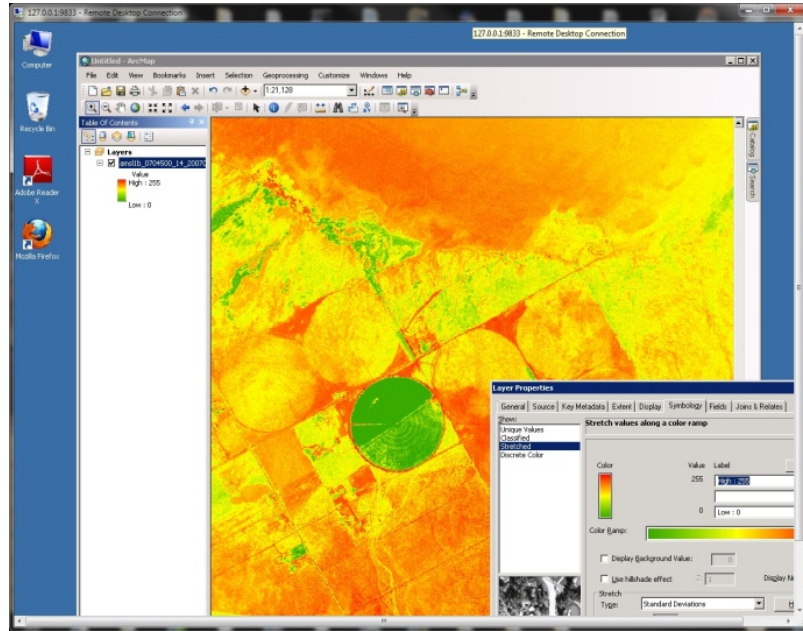 127.0.0.1:9833 - Remote Desktop Connection
127.0.0.1:9833 - Remote Desktop Connection
Computer
Recycle Bin
Adobe Reader X
Mozilla Firefox
Untitled - ArcMap
File Edit View Bookmarks Insert Selection Geoprocessing Customize Windows Help
1:21,128
Table Of Contents
Layers
amslib_0704500_14_20070
Value
High : 255
Low : 0
Catalog
Search
Layer Properties
General Source Key Metadata Extent Display Symbology Fields Joins & Relates
Show:
Unique Values
Classified
Stretched
Discrete Color
Stretch values along a color ramp
Color Value Label
255 High : 255
0 Low : 0
Color Ramp:
Display Background Value: 0
Use hillshade effect Z: 1 Display N
Stretch
Type: Standard Deviations H